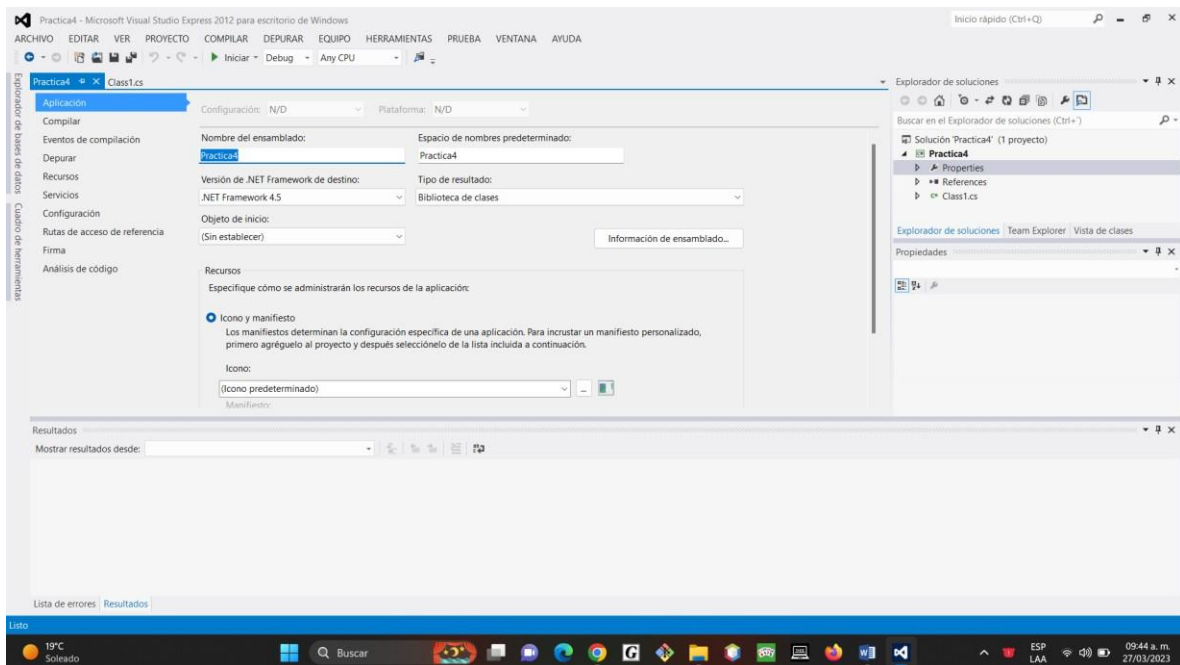 Practica4 - Microsoft Visual Studio Express 2012 para escritorio de Windows
Inicio rápido (Ctrl+Q)
ARCHIVO EDITAR VER PROYECTO COMPILAR DEPURAR EQUIPO HERRAMIENTAS PRUEBA VENTANA AYUDA
Iniciar Debug Any CPU
Explorador de bases de datos
Cuadro de herramientas
Practica4 Class1.cs
Aplicación
Compilar
Eventos de compilación
Depurar
Recursos
Servicios
Configuración
Rutas de acceso de referencia
Firma
Análisis de código
Configuración: N/D Plataforma: N/D
Nombre del ensamblado: Espacio de nombres predeterminado:
Practica4 Practica4
Versión de .NET Framework de destino: Tipo de resultado:
.NET Framework 4.5 Biblioteca de clases
Objeto de inicio:
(Sin establecer) Información de ensamblado...
Recursos
Especifique cómo se administrarán los recursos de la aplicación:
Icono y manifiesto
Los manifiestos determinan la configuración específica de una aplicación. Para incrustar un manifiesto personalizado,
primero agréguelo al proyecto y después selecciónelo de la lista incluida a continuación.
Icono:
(Icono predeterminado) ...
Manifiesto:
Explorador de soluciones
Buscar en el Explorador de soluciones (Ctrl+')
Solución 'Practica4' (1 proyecto)
Practica4
Properties
References
Class1.cs
Explorador de soluciones Team Explorer Vista de clases
Propiedades
Resultados
Mostrar resultados desde:
Lista de errores Resultados
Listo
19°C
Soleado
Buscar
ESP
LAA
09:44 a. m.
27/03/2023